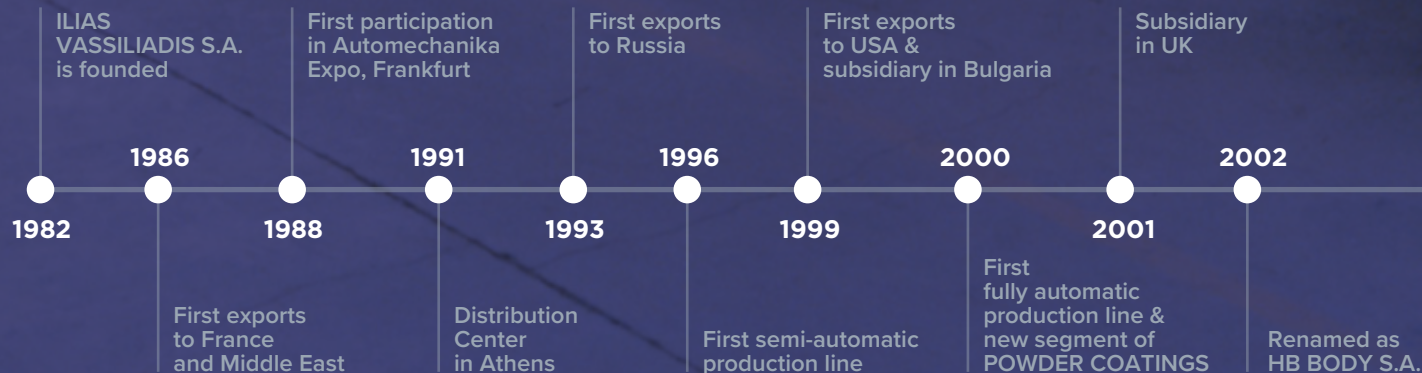 ILIAS
VASSILIADIS S.A.
is founded
First participation
in Automechanika
Expo, Frankfurt
First exports
to Russia
First exports
to USA &
subsidiary in Bulgaria
Subsidiary
in UK
1986
1991
1996
2000
2002
1982
1988
1993
1999
2001
First exports
to France
and Middle East
Distribution
Center
in Athens
First semi-automatic
production line
First
fully automatic
production line &
new segment of
POWDER COATINGS
Renamed as
HB BODY S.A.